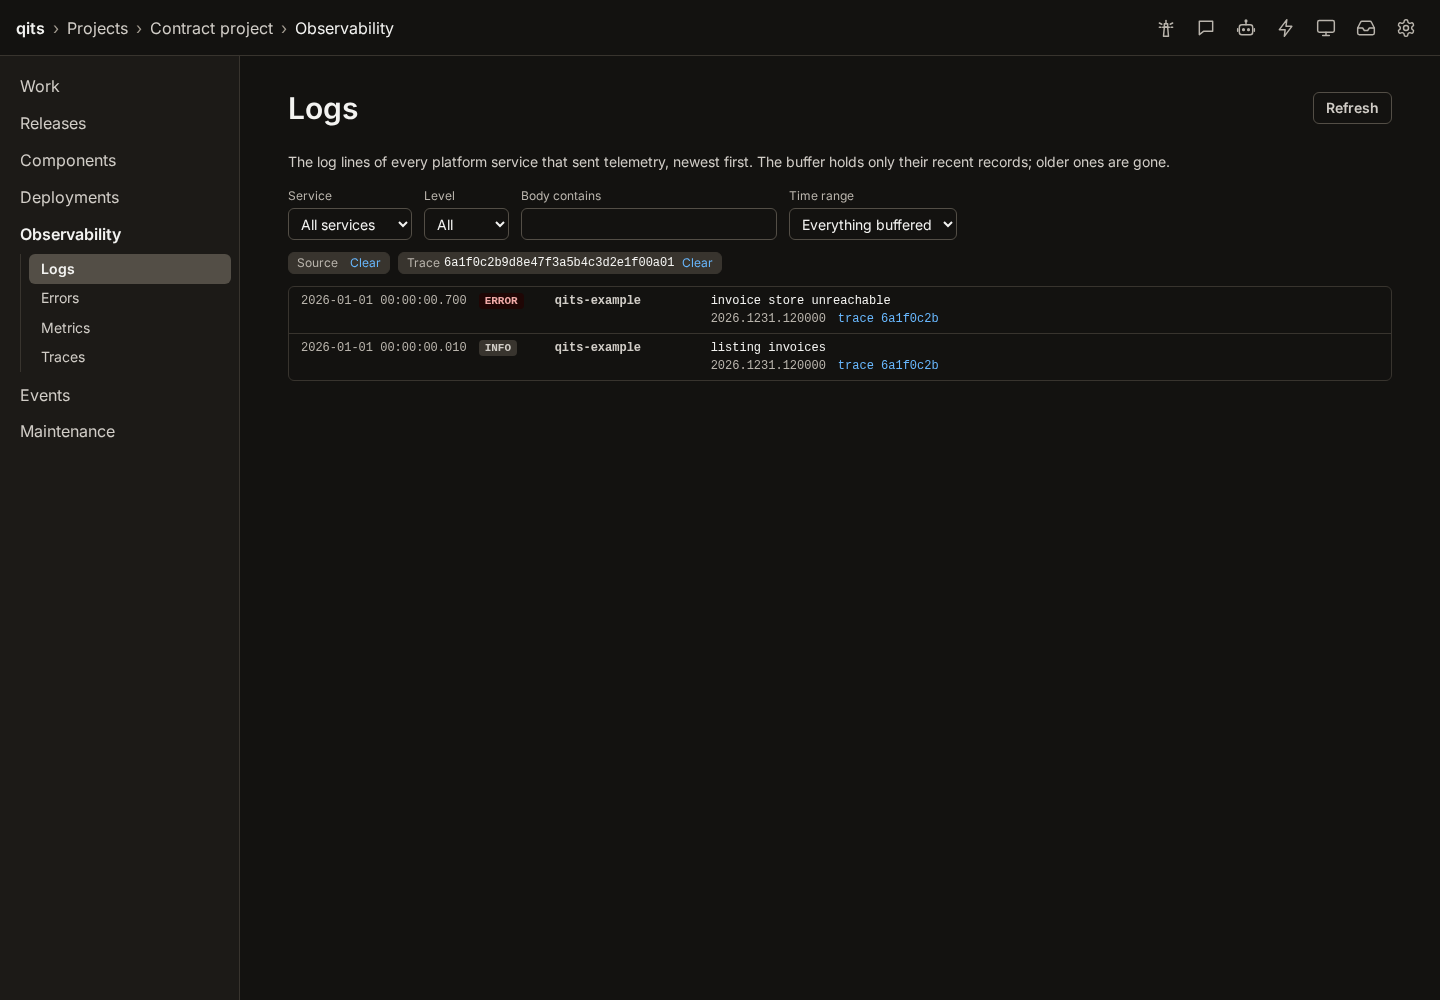 qits › Projects › Contract project › Observability
Work
Releases
Components
Deployments
Observability
Logs
Errors
Metrics
Traces
Events
Maintenance
Logs
Refresh
The log lines of every platform service that sent telemetry, newest first. The buffer holds only their recent records; older ones are gone.
Service Level Body contains Time range
All services All Everything buffered
Source Clear Trace 6a1f0c2b9d8e47f3a5b4c3d2e1f00a01 Clear
2026-01-01 00:00:00.700 ERROR qits-example invoice store unreachable
2026.1231.120000 trace 6a1f0c2b
2026-01-01 00:00:00.010 INFO qits-example listing invoices
2026.1231.120000 trace 6a1f0c2b